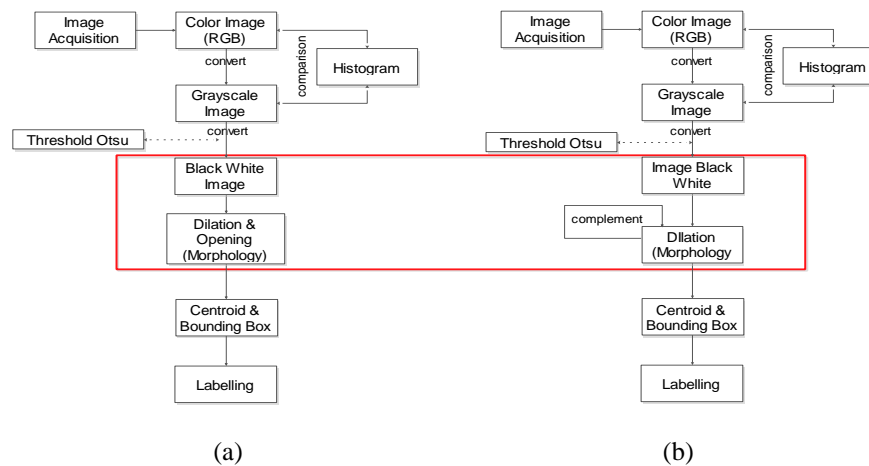 Image
Acquisition
Color Image
(RGB)
convert
comparison
Histogram
Grayscale
Image
convert
Threshold Otsu
Black White
Image
Dilation &
Opening
(Morphology)
Centroid &
Bounding Box
Labelling
(a)
Image
Acquisition
Color Image
(RGB)
convert
comparison
Histogram
Grayscale
Image
convert
Threshold Otsu
Image Black
White
complement
DIlation
(Morphology
Centroid &
Bounding Box
Labelling
(b)